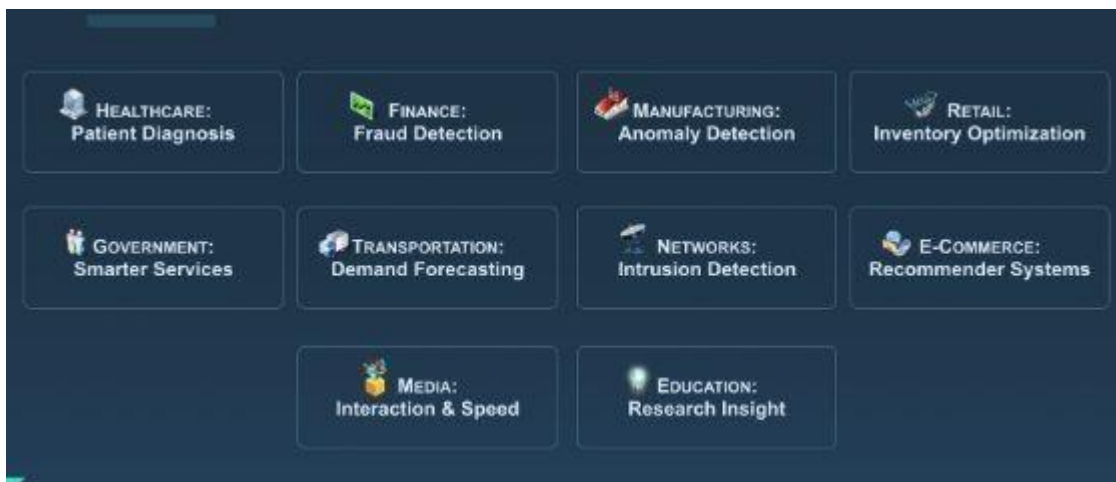 HEALTHCARE:
Patient Diagnosis
FINANCE:
Fraud Detection
MANUFACTURING:
Anomaly Detection
RETAIL:
Inventory Optimization
GOVERNMENT:
Smarter Services
TRANSPORTATION:
Demand Forecasting
NETWORKS:
Intrusion Detection
E-COMMERCE:
Recommender Systems
MEDIA:
Interaction & Speed
EDUCATION:
Research Insight